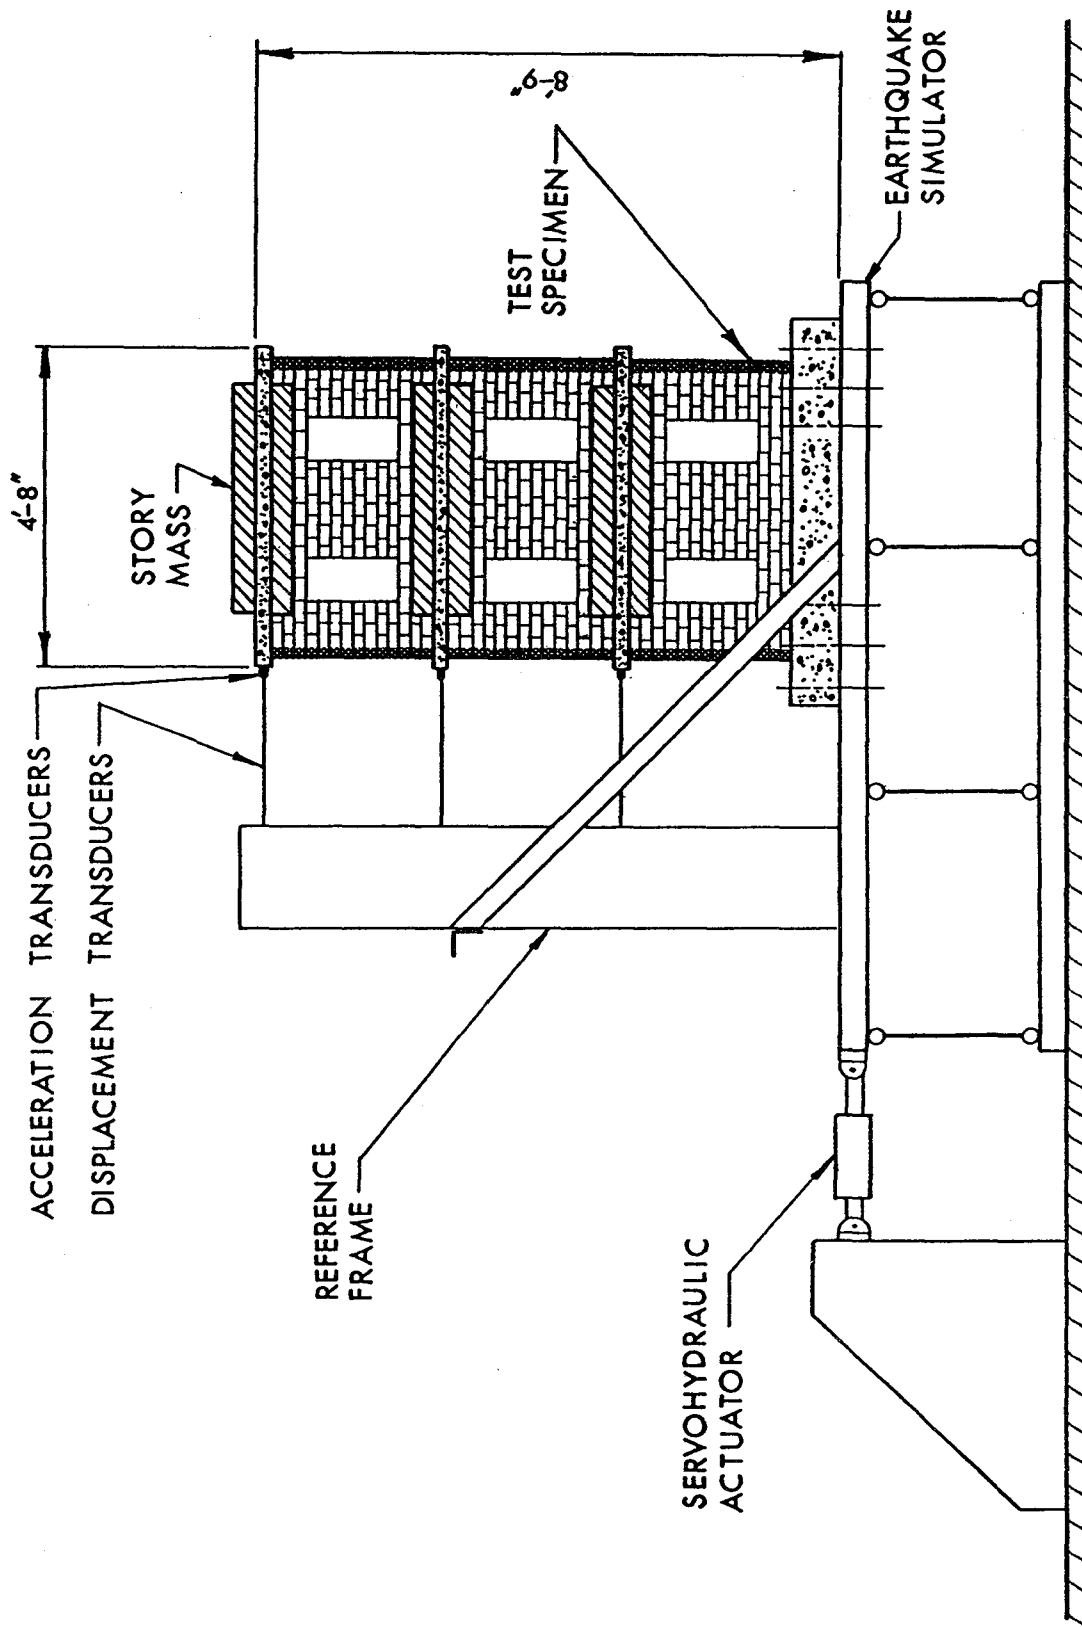 ACCELERATION TRANSDUCERS
DISPLACEMENT TRANSDUCERS
4'-8"
STORY
MASS
8'-9"
TEST
SPECIMEN
REFERENCE
FRAME
SERVOHYDRAULIC
ACTUATOR
EARTHQUAKE
SIMULATOR